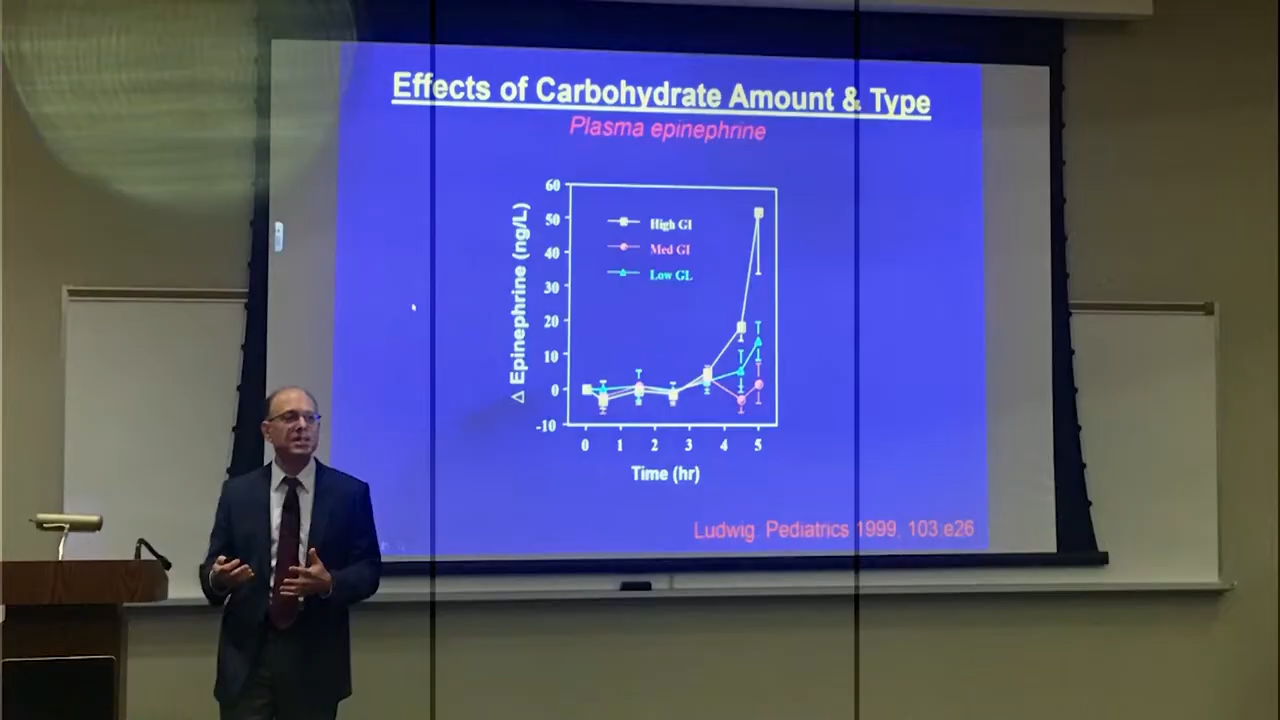 Effects of Carbohydrate Amount & Type
Plasma epinephrine
60
50
40
30
20
10
0
-10
Δ Epinephrine (ng/L)
High GI
Med GI
Low GL
0 1 2 3 4 5
Time (hr)
Ludwig Pediatrics 1999, 103:e26